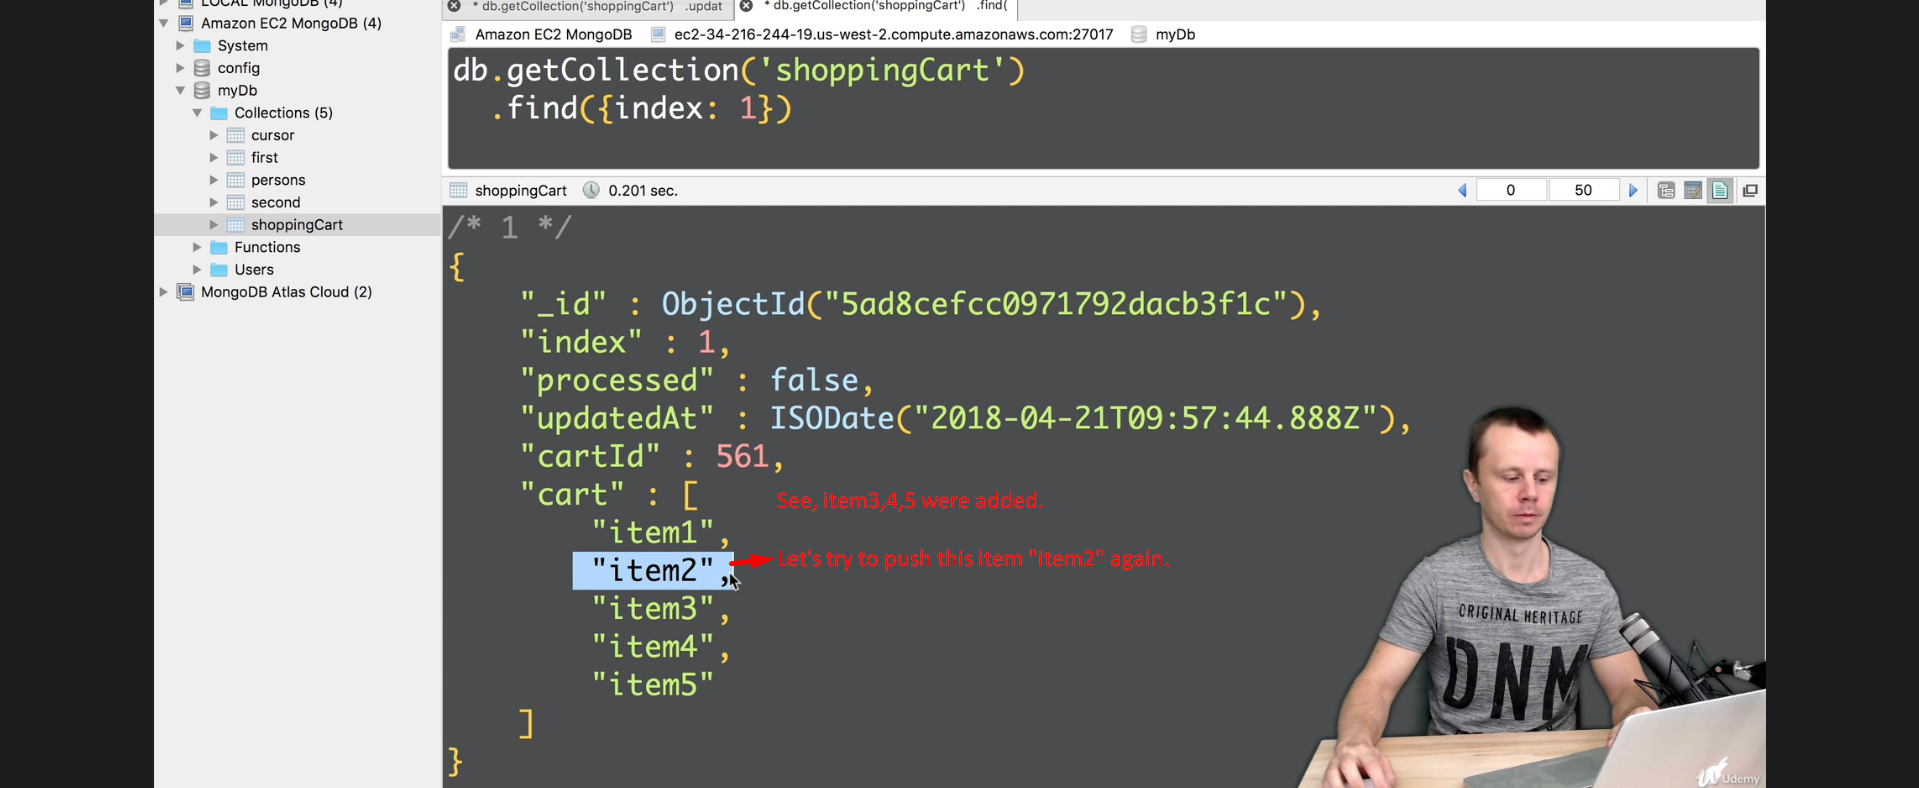 LOCAL MongoDB (4)
Amazon EC2 MongoDB (4)
System
config
myDb
Collections (5)
cursor
first
persons
second
shoppingCart
Functions
Users
MongoDB Atlas Cloud (2)
* db.getCollection('shoppingCart') .updat
* db.getCollection('shoppingCart') .find(
Amazon EC2 MongoDB ec2-34-216-244-19.us-west-2.compute.amazonaws.com:27017 myDb
db.getCollection('shoppingCart')
.find({index: 1})
shoppingCart 0.201 sec. 0 50
/* 1 */
{
"_id" : ObjectId("5ad8cefcc0971792dacb3f1c"),
"index" : 1,
"processed" : false,
"updatedAt" : ISODate("2018-04-21T09:57:44.888Z"),
"cartId" : 561,
"cart" : [
See, item3,4,5 were added.
"item1",
"item2",
Let's try to push this item "item2" again.
"item3",
"item4",
"item5"
]
}
ORIGINAL HERITAGE
DNM
Udemy